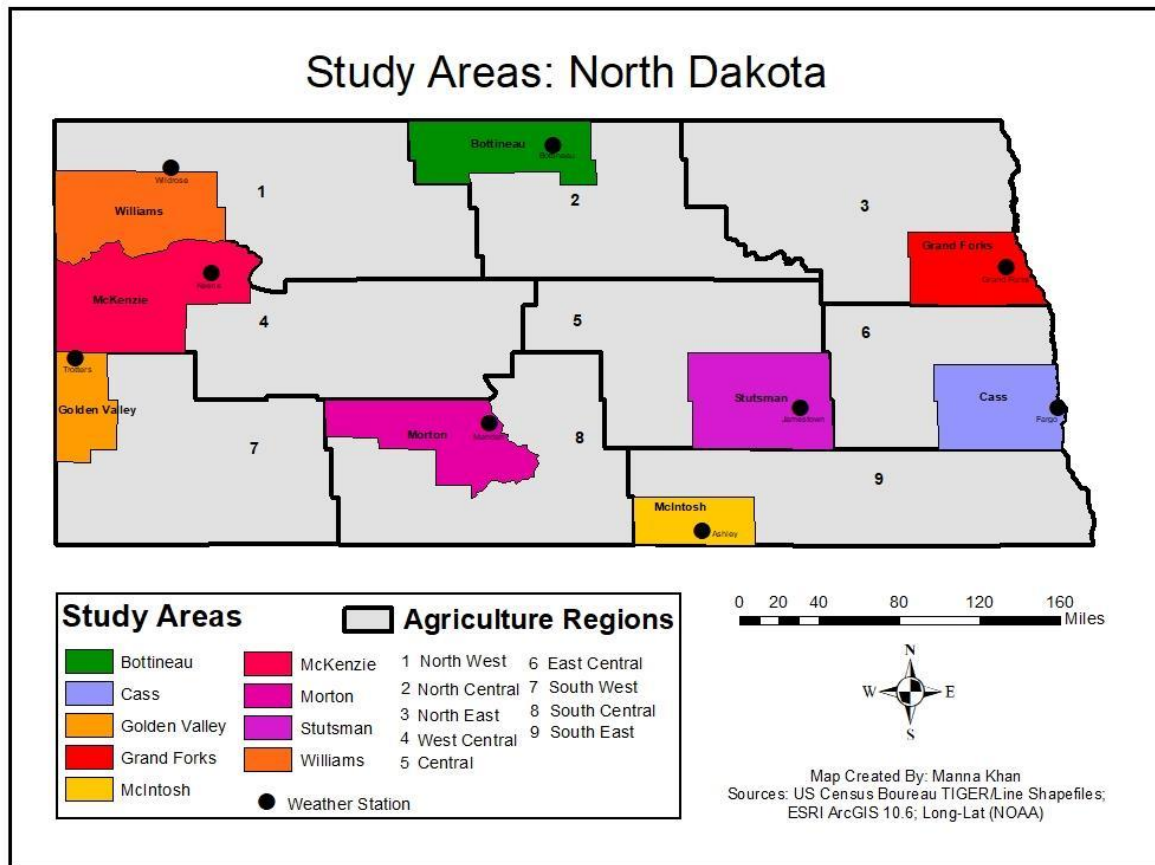 Study Areas: North Dakota
Bottineau
Bottineau
Wildrose
1
2
3
Williams
Grand Forks
Grand Forks
McKenzie
Keene
4
5
6
Trotters
Golden Valley
Stutsman
Jamestown
Cass
Fargo
Morton
Mandan
7
8
9
McIntosh
Ashley
Study Areas
Bottineau
Cass
Golden Valley
Grand Forks
McIntosh
McKenzie
Morton
Stutsman
Williams
Weather Station
Agriculture Regions
1 North West
2 North Central
3 North East
4 West Central
5 Central
6 East Central
7 South West
8 South Central
9 South East
0 20 40 80 120 160
Miles
N
W E
S
Map Created By: Manna Khan
Sources: US Census Boureau TIGER/Line Shapefiles;
ESRI ArcGIS 10.6; Long-Lat (NOAA)